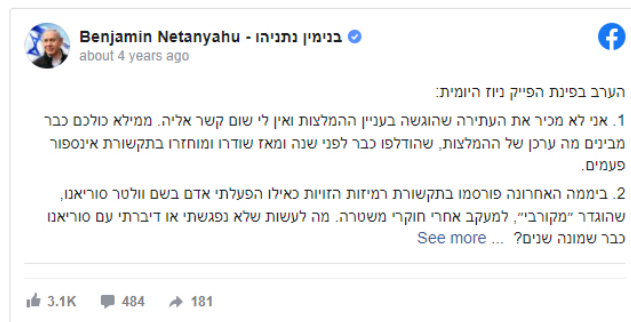 Benjamin Netanyahu - בנימין נתניהו
about 4 years ago
הערב בפינת הפייק ניוז היומית:
1. אני לא מכיר את העתירה שהוגשה בעניין ההמלצות ואין לי שום קשר אליה. ממילא כולכם כבר
מבינים מה ערכן של ההמלצות, שהודלפו כבר לפני שנה ומאז שודרו ומוחזרו בתקשורת אינספור
פעמים.
2. ביממה האחרונה פורסמו בתקשורת רמיזות הזויות כאילו הפעלתי אדם בשם וולטר סוריאנו,
שהוגדר ״מקורבי״, למעקב אחרי חוקרי משטרה. מה לעשות שלא נפגשתי או דיברתי עם סוריאנו
כבר שמונה שנים? ... See more
3.1K 484 181